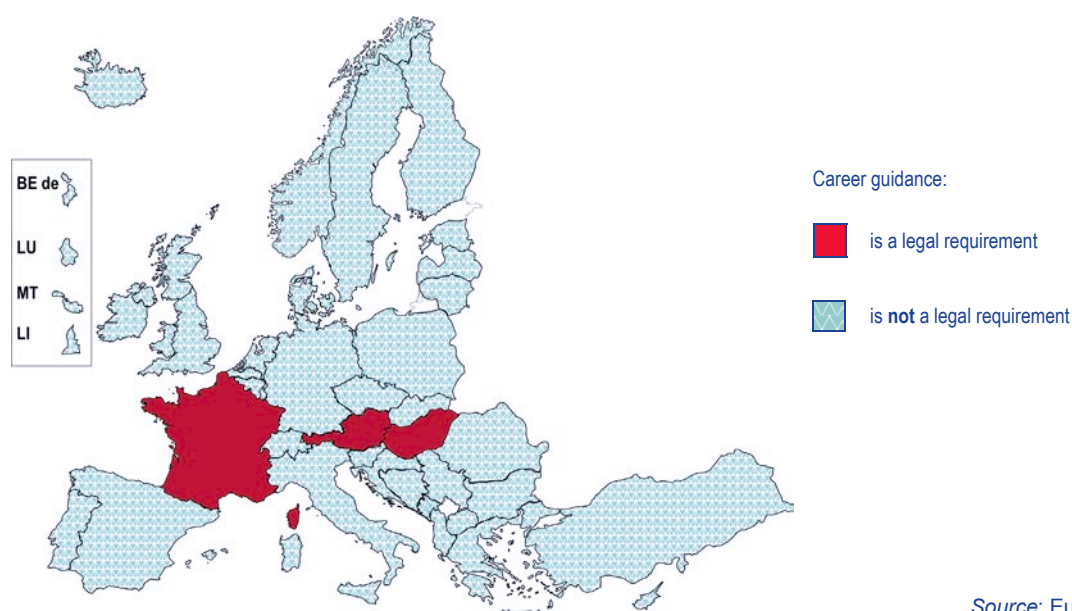 BE de
LU
MT
LI
Career guidance:
is a legal requirement
is not a legal requirement
Source: Eu